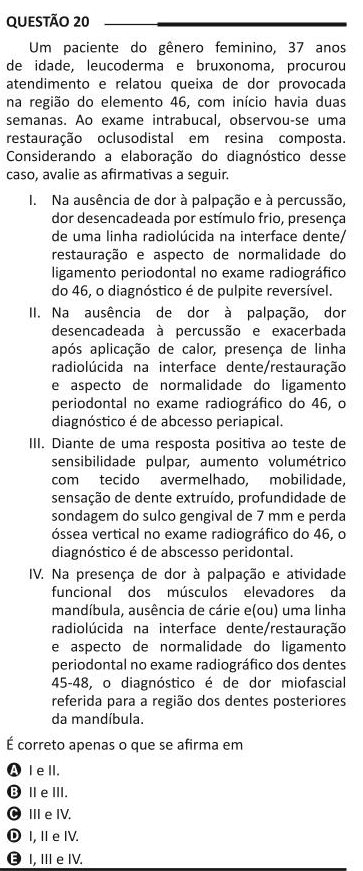 QUESTÃO 20
Um paciente do gênero feminino, 37 anos
de idade, leucoderma e bruxonoma, procurou
atendimento e relatou queixa de dor provocada
na região do elemento 46, com início havia duas
semanas. Ao exame intrabucal, observou-se uma
restauração oclusodistal em resina composta.
Considerando a elaboração do diagnóstico desse
caso, avalie as afirmativas a seguir.
I. Na ausência de dor à palpação e à percussão,
dor desencadeada por estímulo frio, presença
de uma linha radiolúcida na interface dente/
restauração e aspecto de normalidade do
ligamento periodontal no exame radiográfico
do 46, o diagnóstico é de pulpite reversível.
II. Na ausência de dor à palpação, dor
desencadeada à percussão e exacerbada
após aplicação de calor, presença de linha
radiolúcida na interface dente/restauração
e aspecto de normalidade do ligamento
periodontal no exame radiográfico do 46, o
diagnóstico é de abcesso periapical.
III. Diante de uma resposta positiva ao teste de
sensibilidade pulpar, aumento volumétrico
com tecido avermelhado, mobilidade,
sensação de dente extruído, profundidade de
sondagem do sulco gengival de 7 mm e perda
óssea vertical no exame radiográfico do 46, o
diagnóstico é de abscesso peridontal.
IV. Na presença de dor à palpação e atividade
funcional dos músculos elevadores da
mandíbula, ausência de cárie e(ou) uma linha
radiolúcida na interface dente/restauração
e aspecto de normalidade do ligamento
periodontal no exame radiográfico dos dentes
45-48, o diagnóstico é de dor miofascial
referida para a região dos dentes posteriores
da mandíbula.
É correto apenas o que se afirma em
A I e II.
B II e III.
C III e IV.
D I, II e IV.
E I, III e IV.